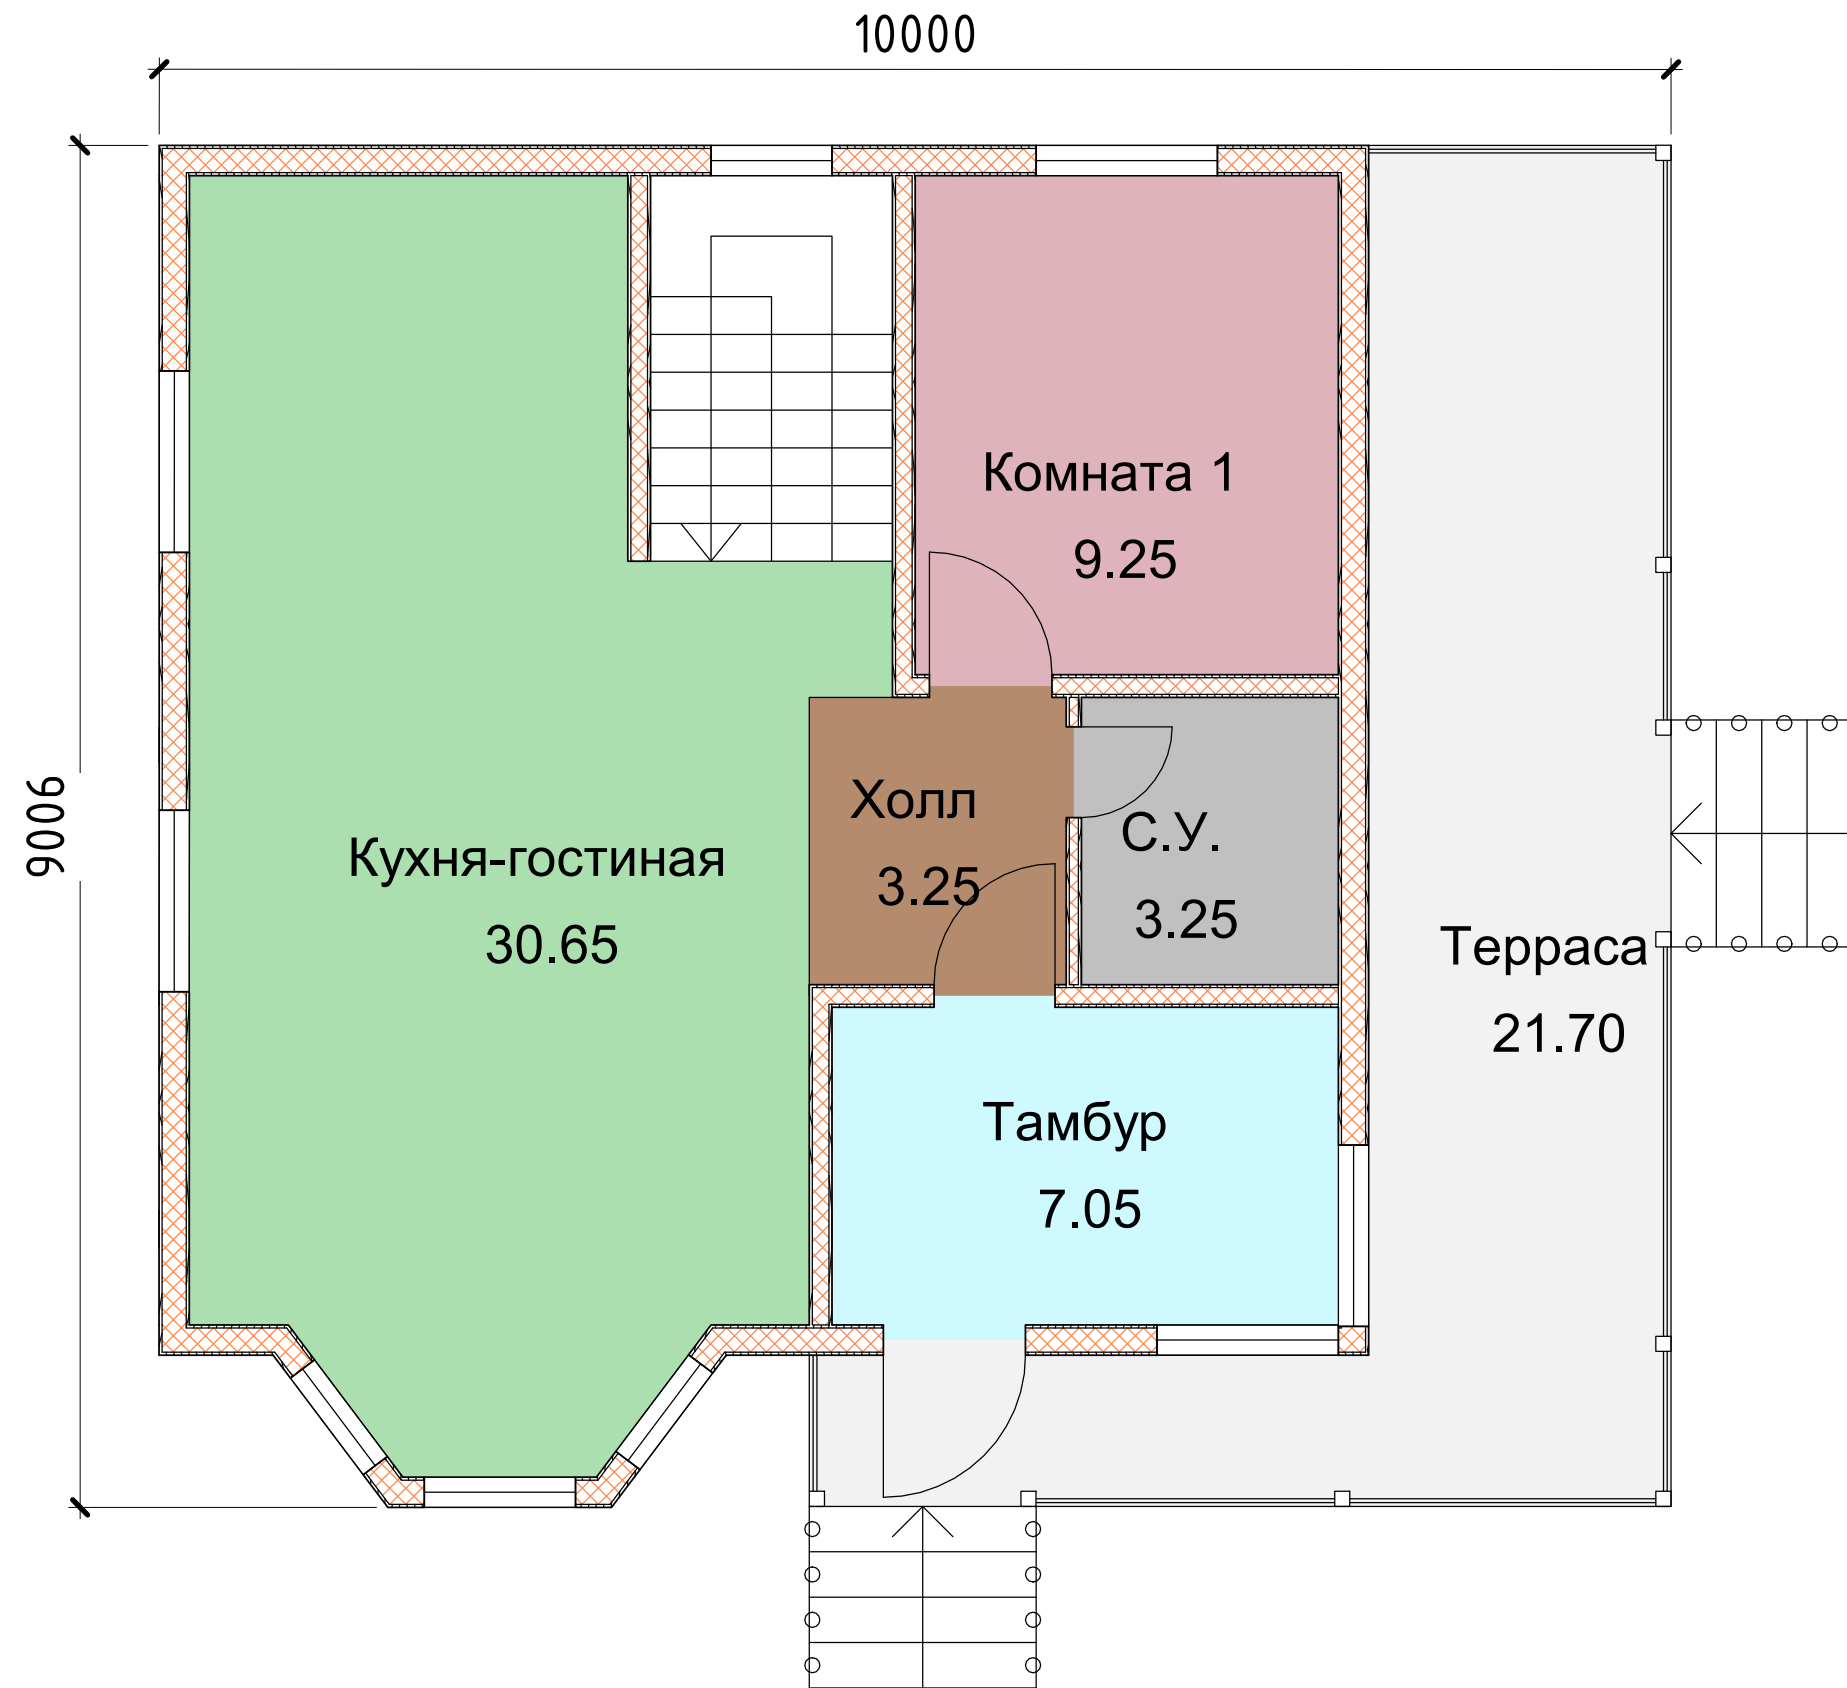 10000
9006
Комната 1
9.25
Холл
3.25
С.У.
3.25
Кухня-гостиная
30.65
Терраса
21.70
Тамбур
7.05